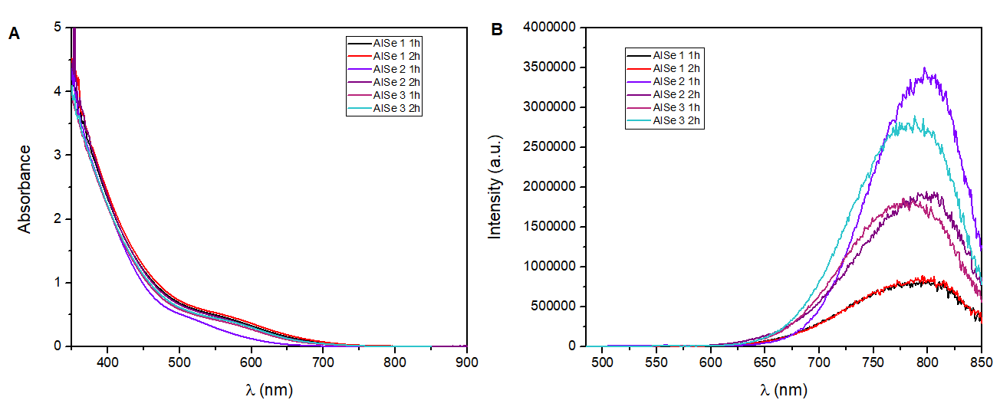 A
Absorbance
5
4
3
2
1
0
400
500
600
700
800
900
λ (nm)
AlSe 1 1h
AlSe 1 2h
AlSe 2 1h
AlSe 2 2h
AlSe 3 1h
AlSe 3 2h
B
Intensity (a.u.)
4000000
3500000
3000000
2500000
2000000
1500000
1000000
500000
0
500
550
600
650
700
750
800
850
λ (nm)
AlSe 1 1h
AlSe 1 2h
AlSe 2 1h
AlSe 2 2h
AlSe 3 1h
AlSe 3 2h